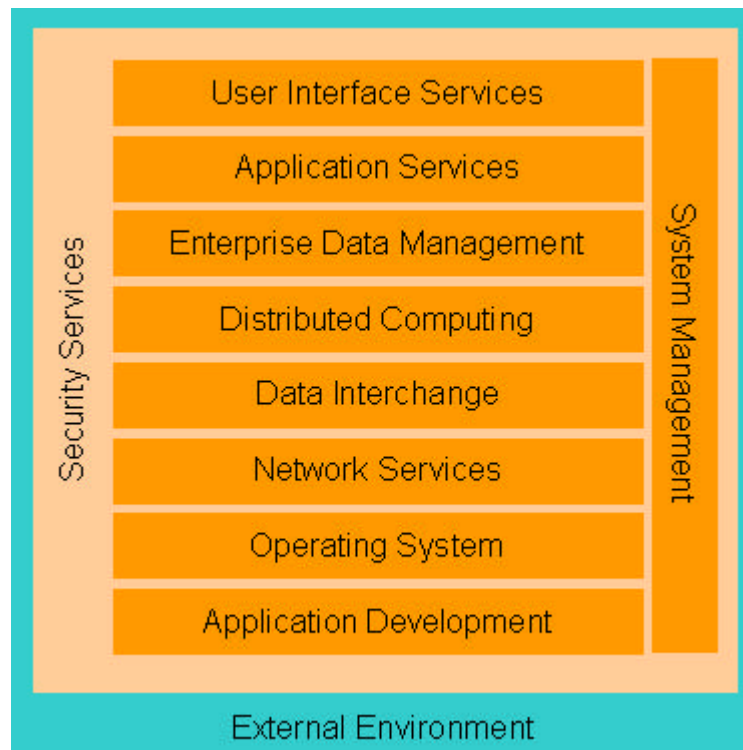 User Interface Services
Application Services
Enterprise Data Management
Distributed Computing
Data Interchange
Network Services
Operating System
Application Development
Security Services
System Management
External Environment